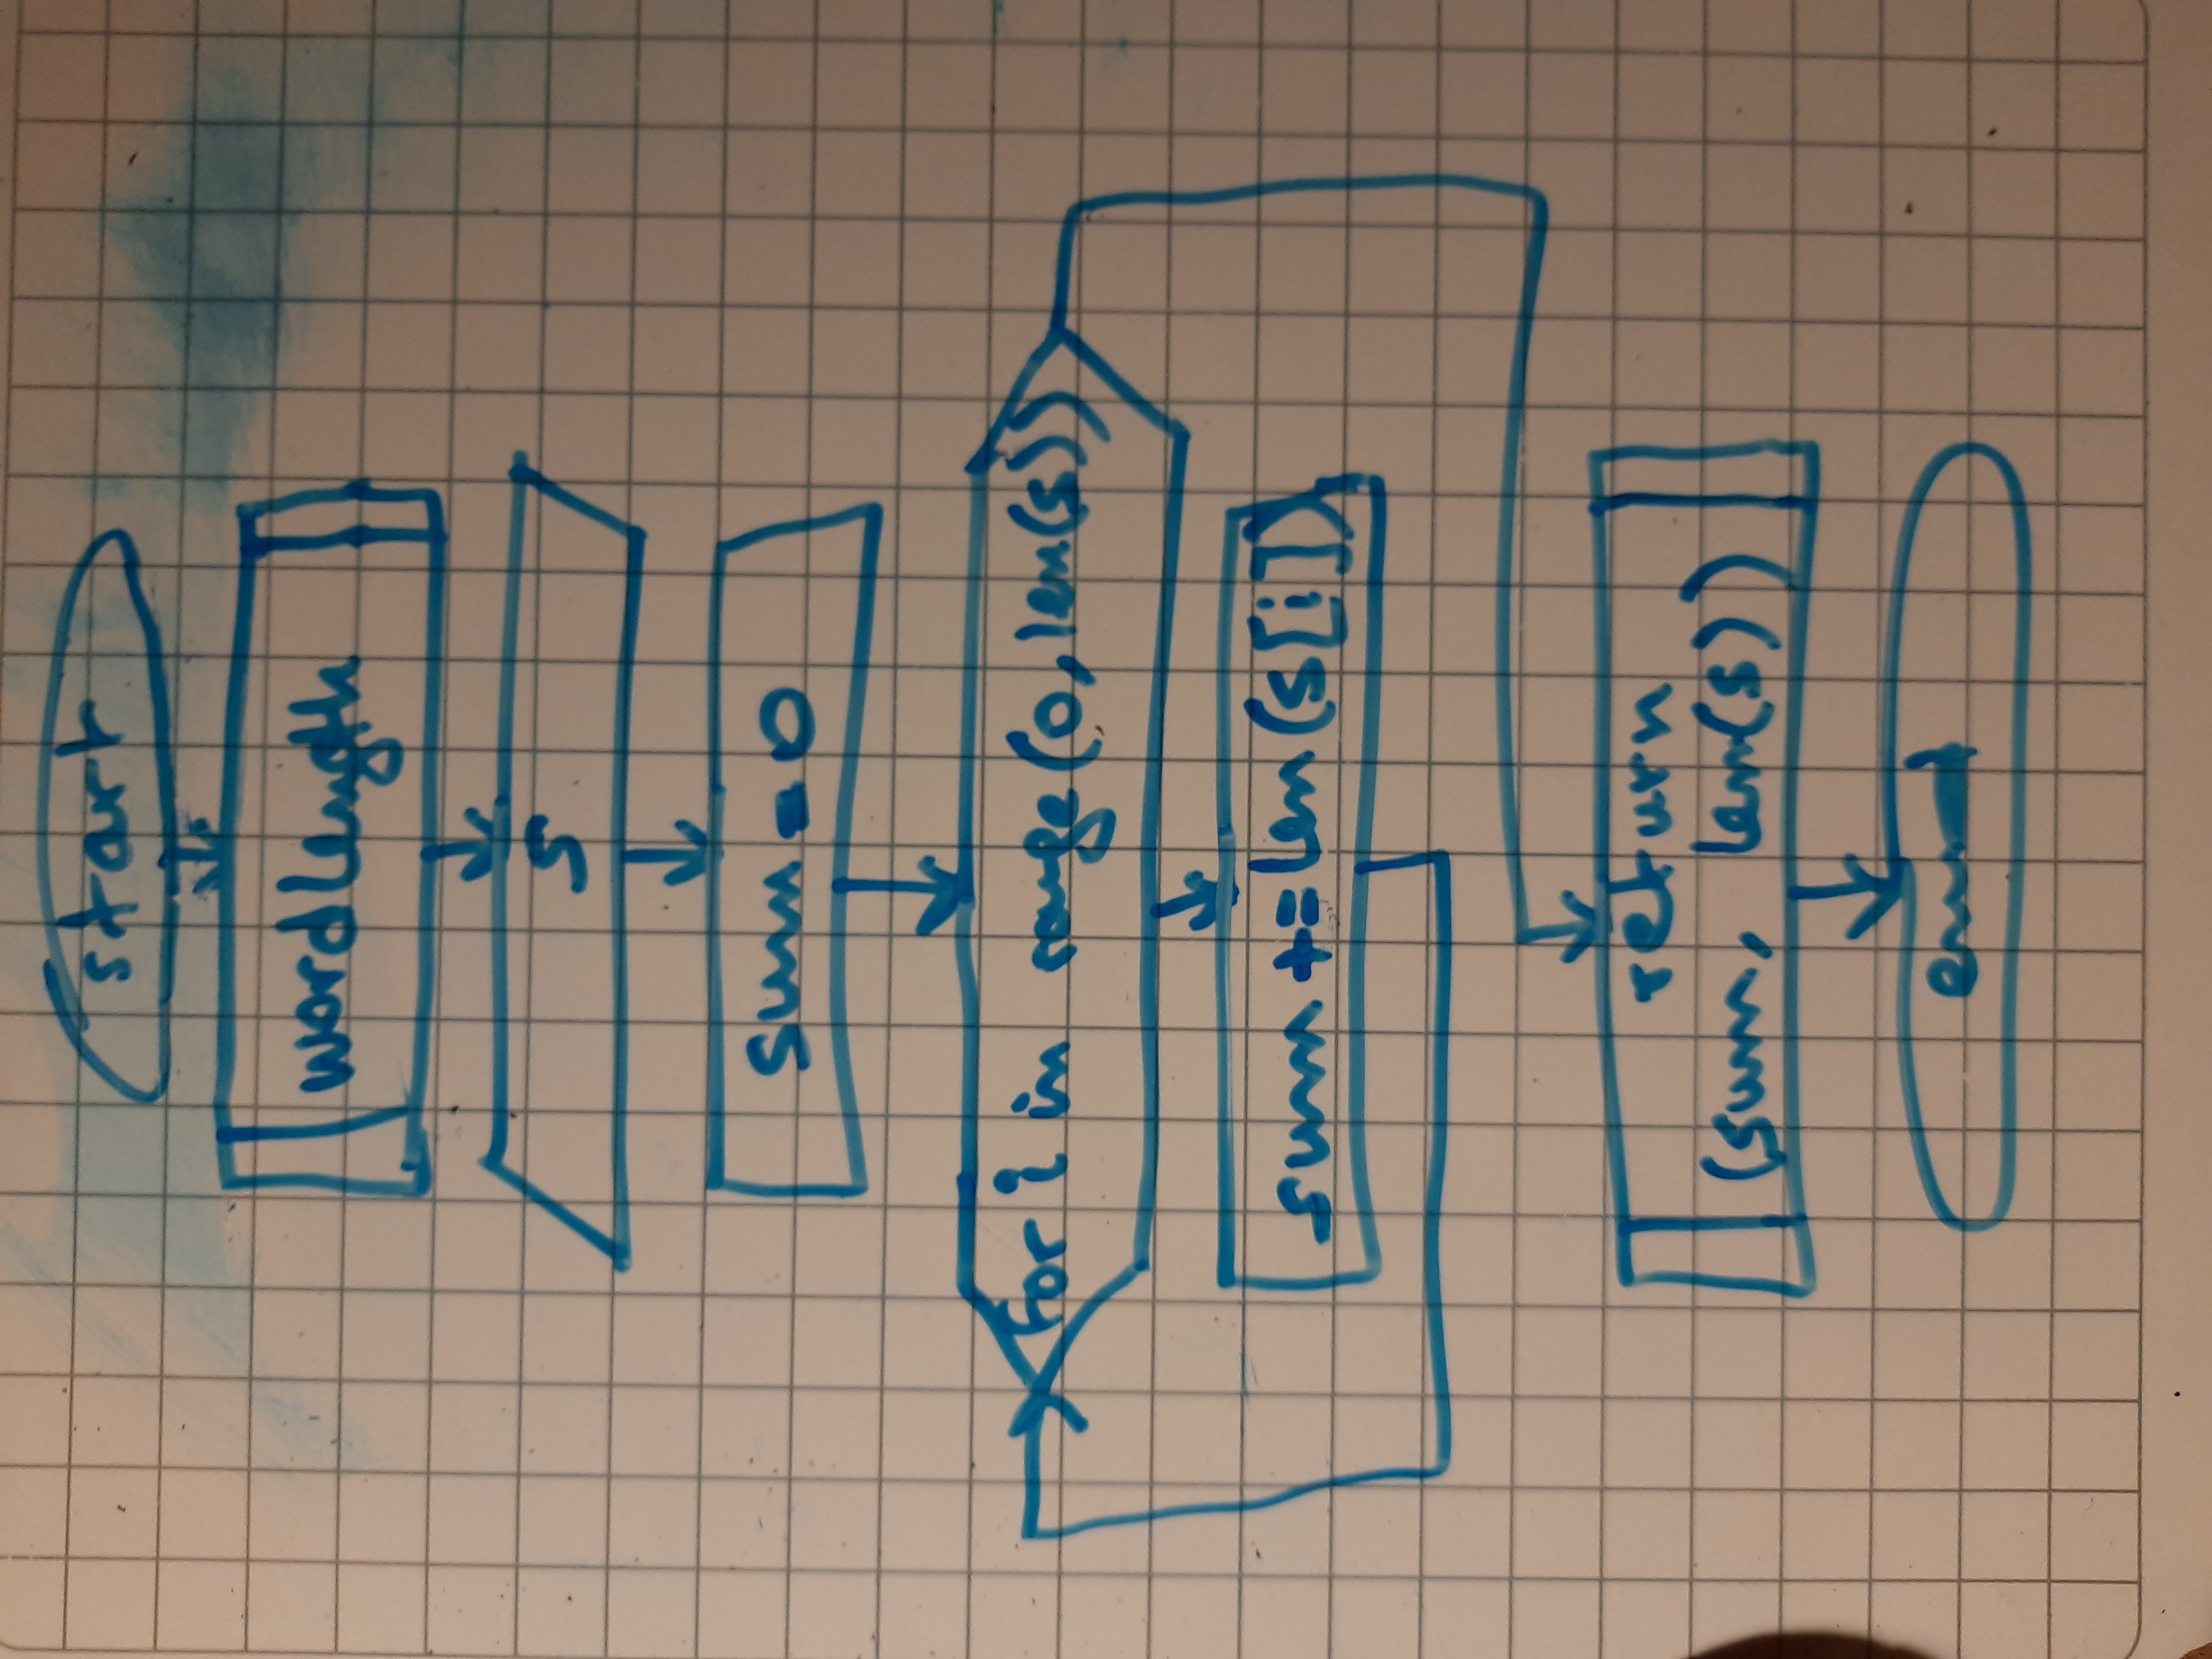 start
wordlength
s
sum = 0
for i in range(0, len(s))
sum += len(s[i])
return
(sum, len(s))
end